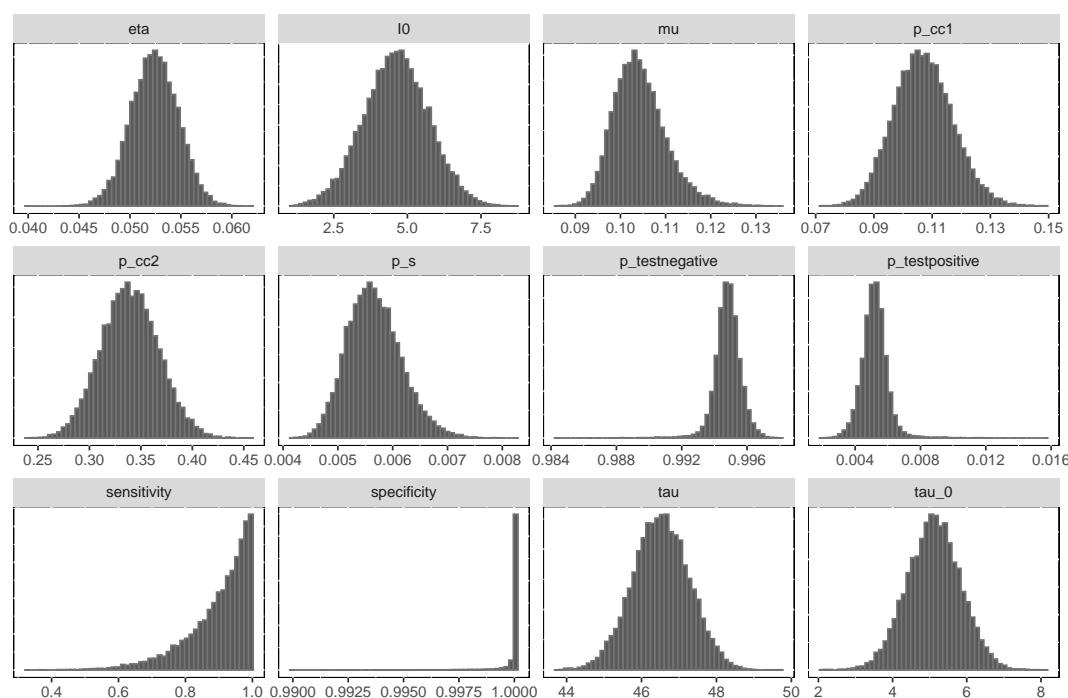 eta I0 mu p_cc1
0.040 0.045 0.050 0.055 0.060 2.5 5.0 7.5 0.09 0.10 0.11 0.12 0.13 0.07 0.09 0.11 0.13 0.15
p_cc2 p_s p_testnegative p_testpositive
0.25 0.30 0.35 0.40 0.45 0.004 0.005 0.006 0.007 0.008 0.984 0.988 0.992 0.996 0.004 0.008 0.012 0.016
sensitivity specificity tau tau_0
0.4 0.6 0.8 1.0 0.9900 0.9925 0.9950 0.9975 1.0000 44 46 48 50 2 4 6 8